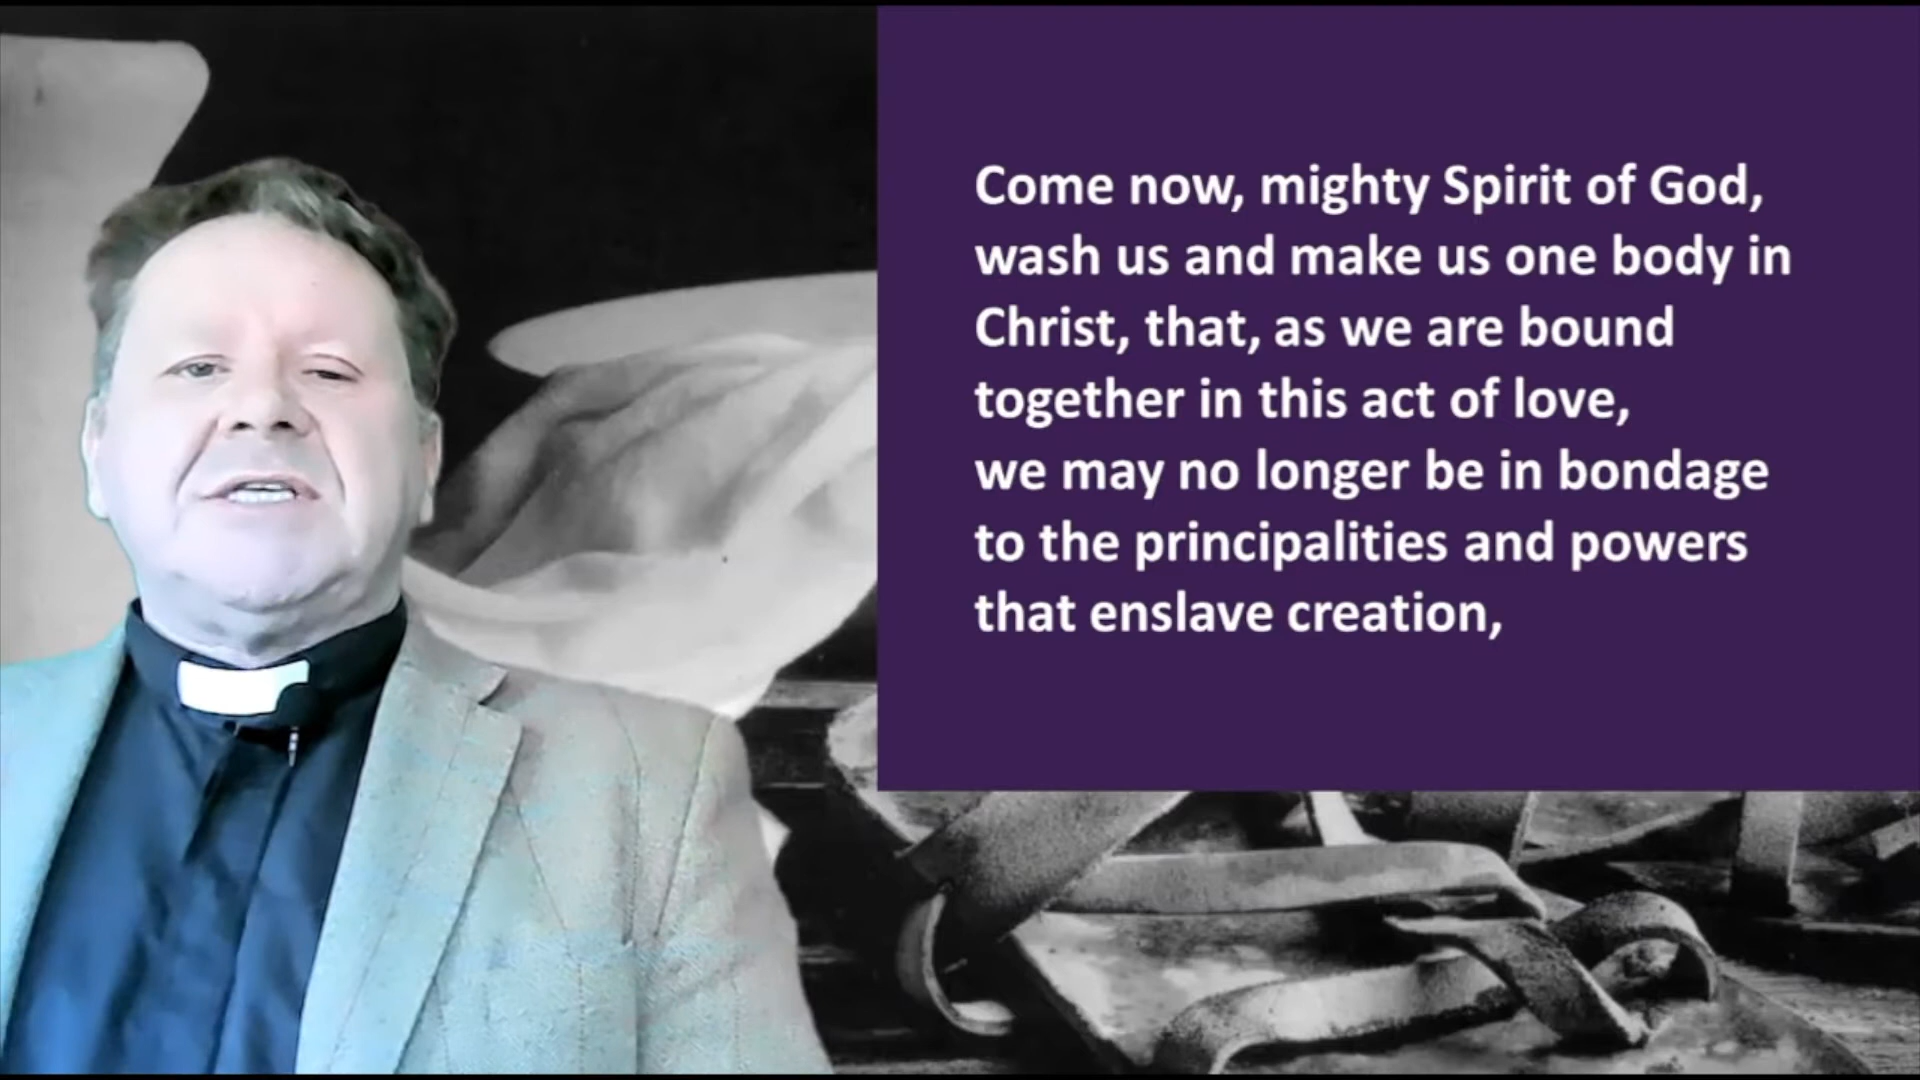 Come now, mighty Spirit of God,
wash us and make us one body in
Christ, that, as we are bound
together in this act of love,
we may no longer be in bondage
to the principalities and powers
that enslave creation,